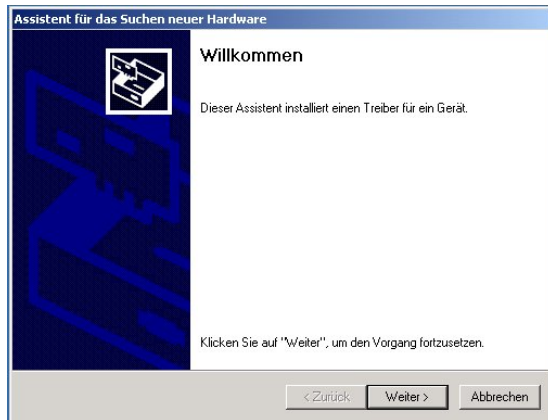 Assistent für das Suchen neuer Hardware
Willkommen
Dieser Assistent installiert einen Treiber für ein Gerät.
Klicken Sie auf "Weiter", um den Vorgang fortzusetzen.
< Zurück Weiter > Abbrechen